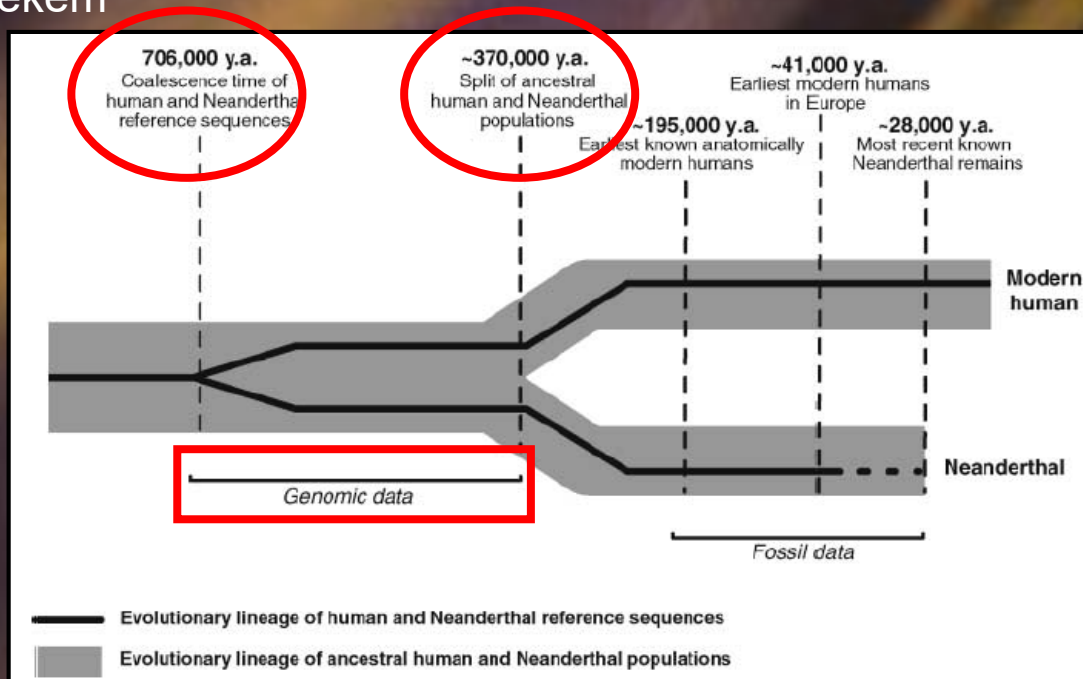 706,000 y.a.
Coalescence time of
human and Neandertha
reference sequences
~370,000 y.a.
Split of ancestral
human and Neanderthal
populations
~195,000 y.a.
Earliest known anatomically
modern humans
~41,000 y.a.
Earliest modern humans
in Europe
~28,000 y.a.
Most recent known
Neanderthal remains
Modern
human
Neanderthal
Genomic data
Fossil data
Evolutionary lineage of human and Neanderthal reference sequences
Evolutionary lineage of ancestral human and Neanderthal populations